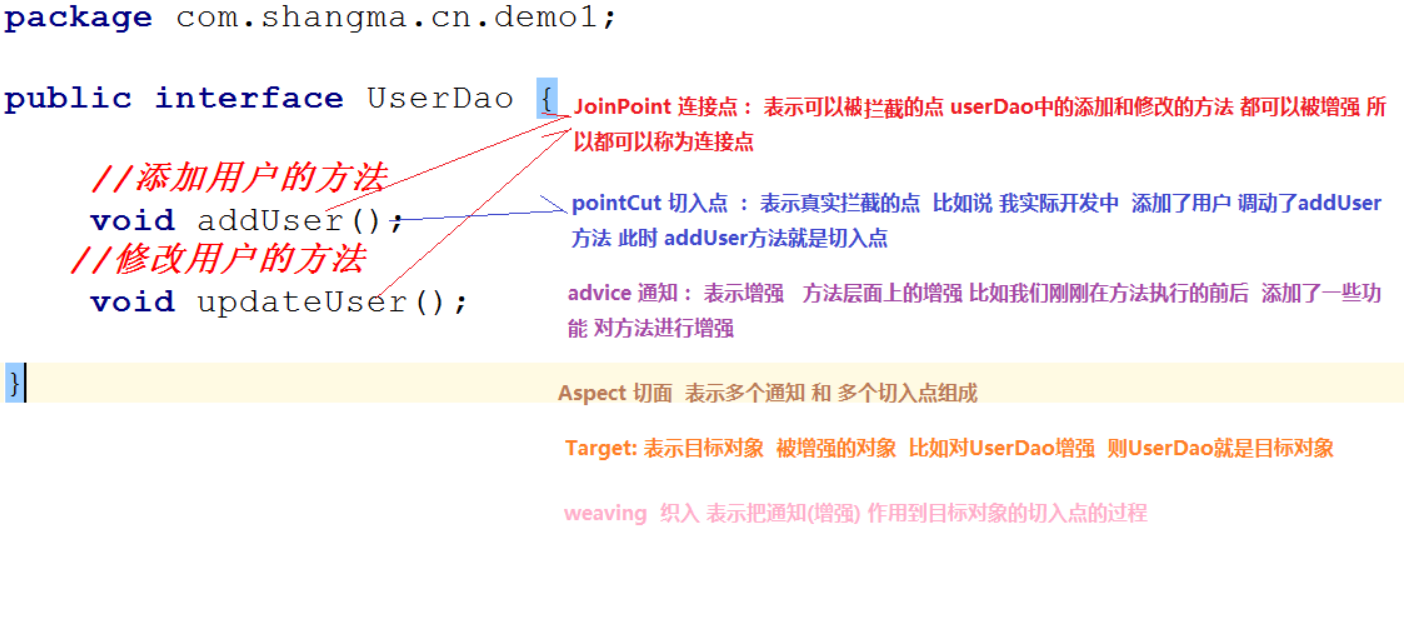 package com.shangma.cn.demo1;
public interface UserDao {
JoinPoint 连接点： 表示可以被拦截的点 userDao中的添加和修改的方法 都可以被增强 所
以都可以称为连接点
//添加用户的方法
void addUser();
pointCut 切入点 ： 表示真实拦截的点 比如说 我实际开发中 添加了用户 调动了addUser
方法 此时 addUser方法就是切入点
//修改用户的方法
void updateUser();
advice 通知： 表示增强 方法层面上的增强 比如我们刚刚在方法执行的前后 添加了一些功
能 对方法进行增强
}
Aspect 切面 表示多个通知 和 多个切入点组成
Target: 表示目标对象 被增强的对象 比如对UserDao增强 则UserDao就是目标对象
weaving 织入 表示把通知(增强) 作用到目标对象的切入点的过程